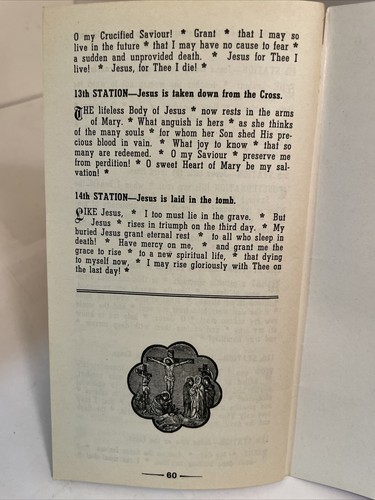 O my Crucified Saviour! * Grant * that I may so
live in the future * that I may have no cause to fear *
a sudden and unprovided death. * Jesus for Thee I
live! * Jesus, for Thee I die! *
13th STATION—Jesus is taken down from the Cross.
THE lifeless Body of Jesus * now rests in the arms
of Mary. * What anguish is hers * as she thinks
of the many souls * for whom her Son shed His pre-
cious blood in vain. * What joy to know * that so
many are redeemed. * O my Saviour * preserve me
from perdition! * O sweet Heart of Mary be my sal-
vation! *
14th STATION—Jesus is laid in the tomb.
LIKE Jesus, * I too must lie in the grave. * But
Jesus * rises in triumph on the third day. * My
buried Jesus grant eternal rest * to all who sleep in
death! * Have mercy on me, * and grant me the
grace to rise * to a new spiritual life, * that dying
to myself now, * I may rise gloriously with Thee on
the last day! *
60